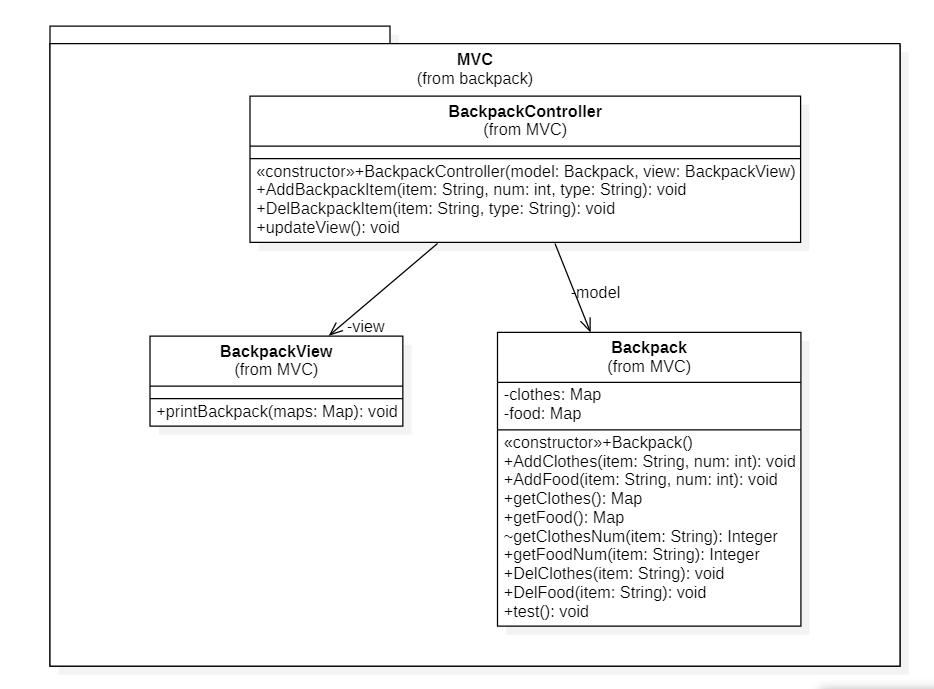 MVC
(from backpack)
BackpackController
(from MVC)
«constructor»+BackpackController(model: Backpack, view: BackpackView)
+AddBackpackItem(item: String, num: int, type: String): void
+DelBackpackItem(item: String, type: String): void
+updateView(): void
-model
-view
BackpackView
(from MVC)
+printBackpack(maps: Map): void
Backpack
(from MVC)
-clothes: Map
-food: Map
«constructor»+Backpack()
+AddClothes(item: String, num: int): void
+AddFood(item: String, num: int): void
+getClothes(): Map
+getFood(): Map
~getClothesNum(item: String): Integer
+getFoodNum(item: String): Integer
+DelClothes(item: String): void
+DelFood(item: String): void
+test(): void